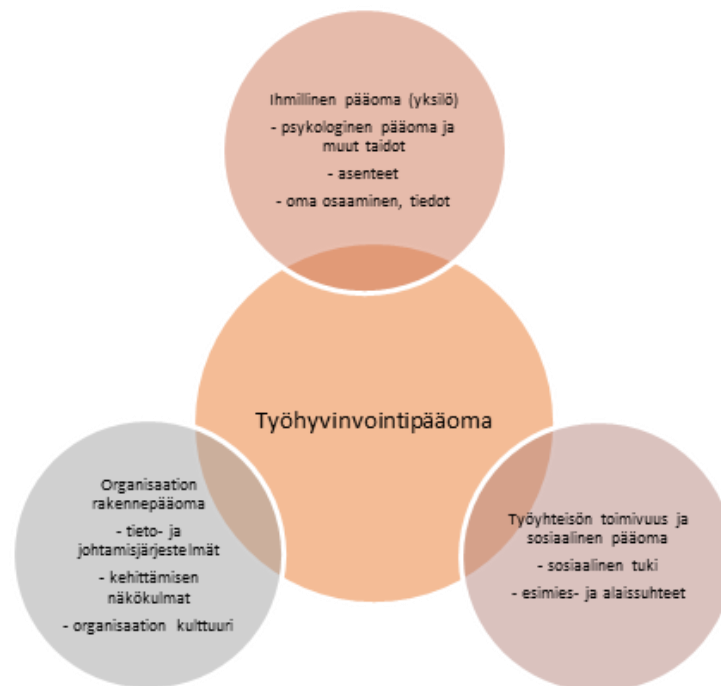 Ihmillinen pääoma (yksilö)
- psykologinen pääoma ja
muut taidot
- asenteet
- oma osaaminen, tiedot
Työhyvinvointipääoma
Organisaation
rakennepääoma
- tieto- ja
johtamisjärjestelmät
- kehittämisen
näkökulmat
- organisaation kulttuuri
Työyhteisön toimivuus ja
sosiaalinen pääoma
- sosiaalinen tuki
- esimies- ja alaissuhteet